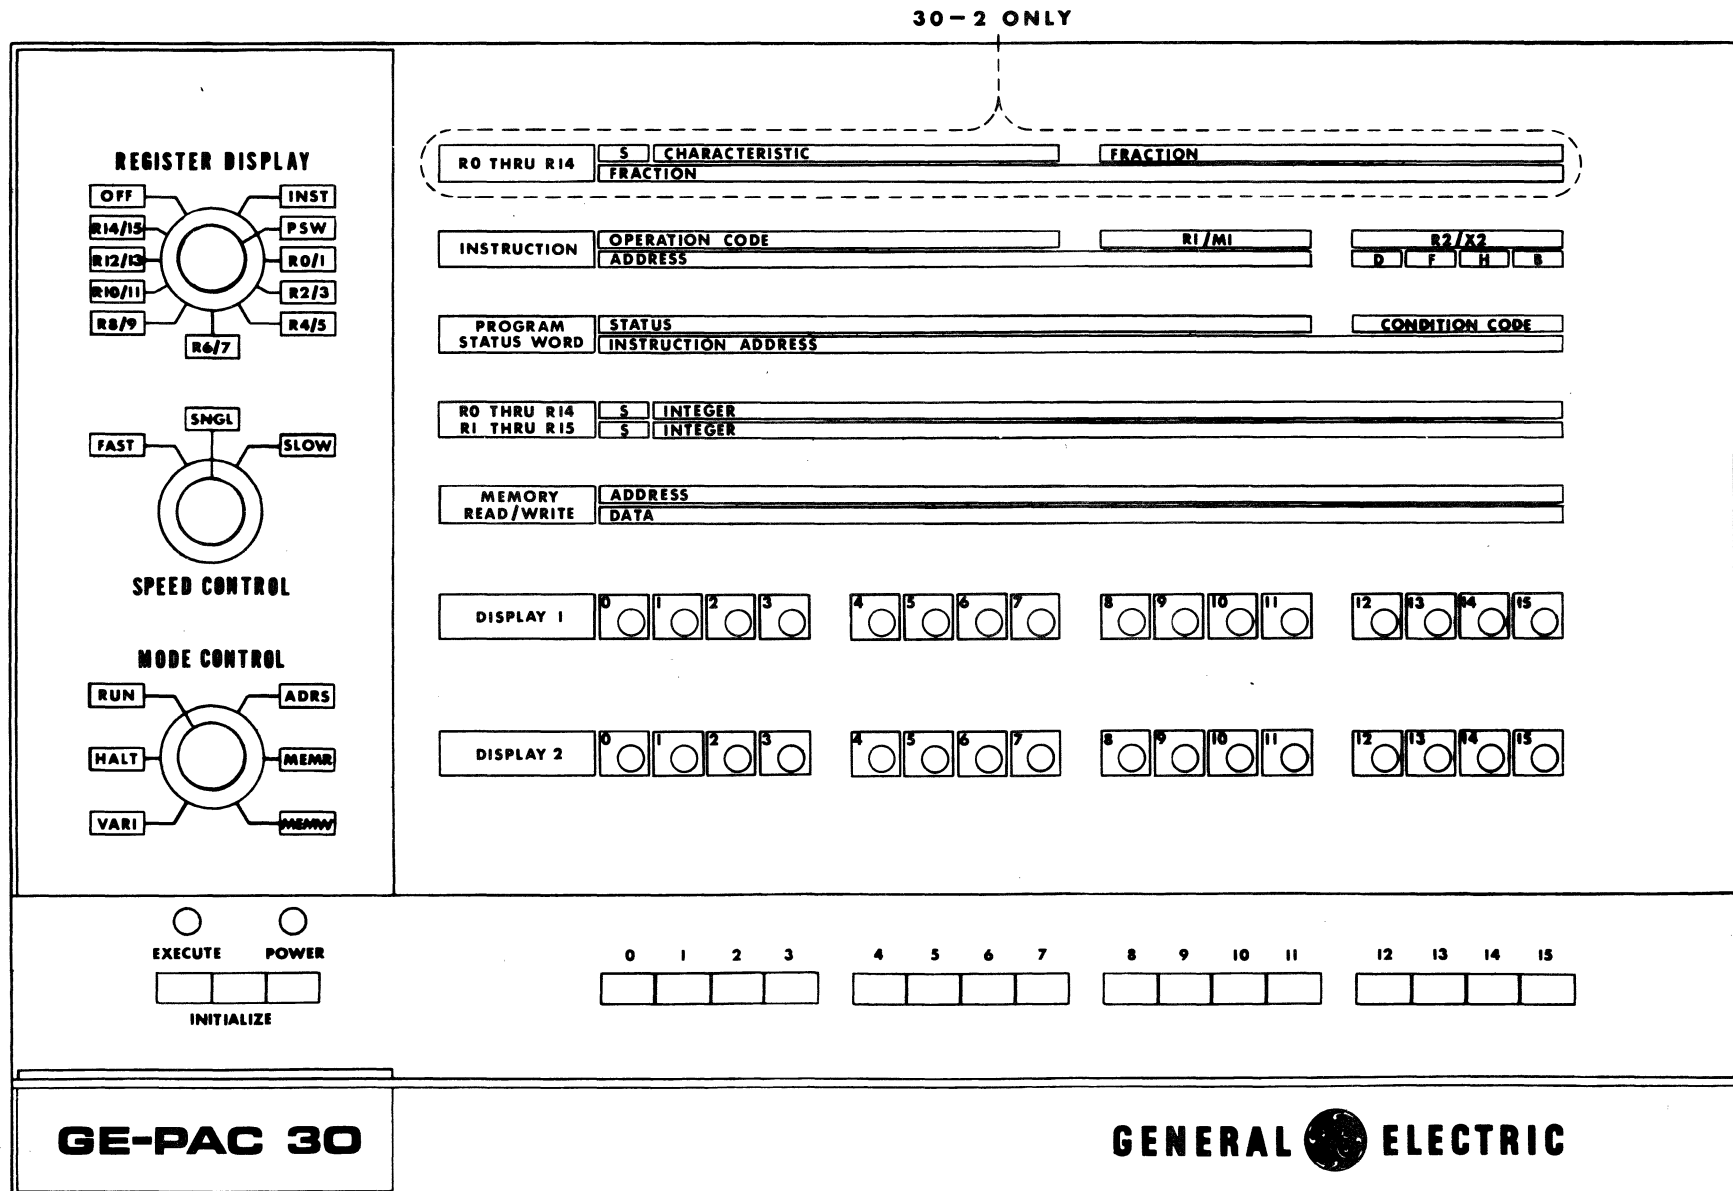 30-2 ONLY
REGISTER DISPLAY
OFF INST
R14/15 PSW
R12/13 R0/1
R10/11 R2/3
R8/9 R4/5
R6/7
SNGL
FAST SLOW
SPEED CONTROL
MODE CONTROL
RUN ADRS
HALT MEMR
VARI MEMW
R0 THRU R14 S CHARACTERISTIC FRACTION
FRACTION
INSTRUCTION OPERATION CODE R1/M1 R2/X2
ADDRESS D F H B
PROGRAM STATUS WORD STATUS CONDITION CODE
INSTRUCTION ADDRESS
R0 THRU R14 S INTEGER
R1 THRU R15 S INTEGER
MEMORY READ/WRITE ADDRESS
DATA
DISPLAY 1 0 1 2 3 4 5 6 7 8 9 10 11 12 13 14 15
DISPLAY 2 0 1 2 3 4 5 6 7 8 9 10 11 12 13 14 15
EXECUTE POWER
INITIALIZE
0 1 2 3 4 5 6 7 8 9 10 11 12 13 14 15
GE-PAC 30
GENERAL ELECTRIC